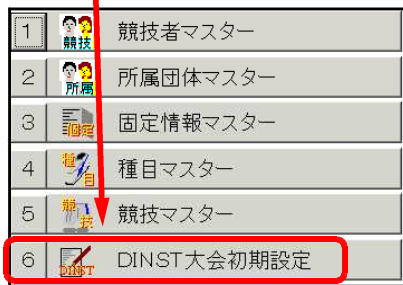 1 競技 競技者マスター
2 所属 所属団体マスター
3 固定 固定情報マスター
4 種目 種目マスター
5 競技 競技マスター
6 DINST DINST大会初期設定